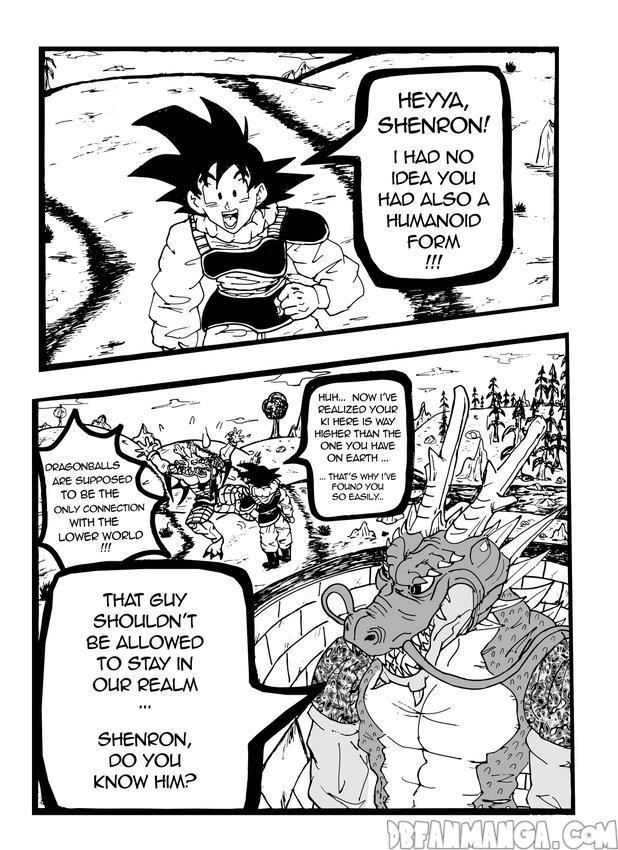 HEYYA,
SHENRON!
I HAD NO
IDEA YOU
HAD ALSO A
HUMANOID
FORM
!!!
HUH... NOW I'VE
REALIZED YOUR
KI HERE IS WAY
HIGHER THAN THE
ONE YOU HAVE
ON EARTH ...
... THAT'S WHY I'VE
FOUND YOU
SO EASILY...
DRAGONBALLS
ARE SUPPOSED
TO BE THE
ONLY CONNECTION
WITH THE
LOWER WORLD
!!!
THAT GUY
SHOULDN'T
BE ALLOWED
TO STAY IN
OUR REALM
...
SHENRON,
DO YOU
KNOW HIM?
DBFANMANGA.COM